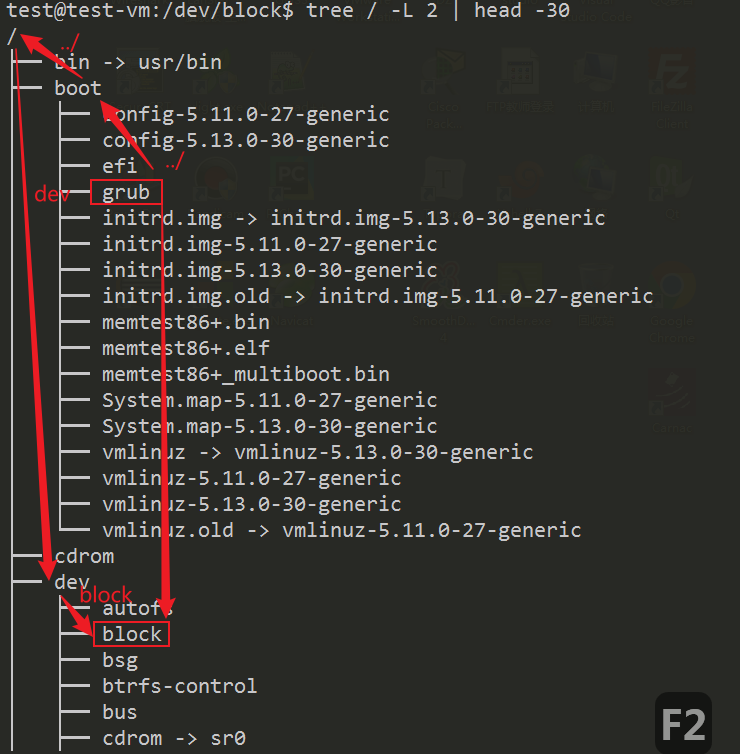 test@test-vm:/dev/block$ tree / -L 2 | head -30
/
../
bin -> usr/bin
boot
config-5.11.0-27-generic
config-5.13.0-30-generic
efi
../
dev
grub
initrd.img -> initrd.img-5.13.0-30-generic
initrd.img-5.11.0-27-generic
initrd.img-5.13.0-30-generic
initrd.img.old -> initrd.img-5.11.0-27-generic
memtest86+.bin
memtest86+.elf
memtest86+_multiboot.bin
System.map-5.11.0-27-generic
System.map-5.13.0-30-generic
vmlinuz -> vmlinuz-5.13.0-30-generic
vmlinuz-5.11.0-27-generic
vmlinuz-5.13.0-30-generic
vmlinuz.old -> vmlinuz-5.11.0-27-generic
cdrom
dev
block
autofs
block
bsg
btrfs-control
bus
cdrom -> sr0
F2